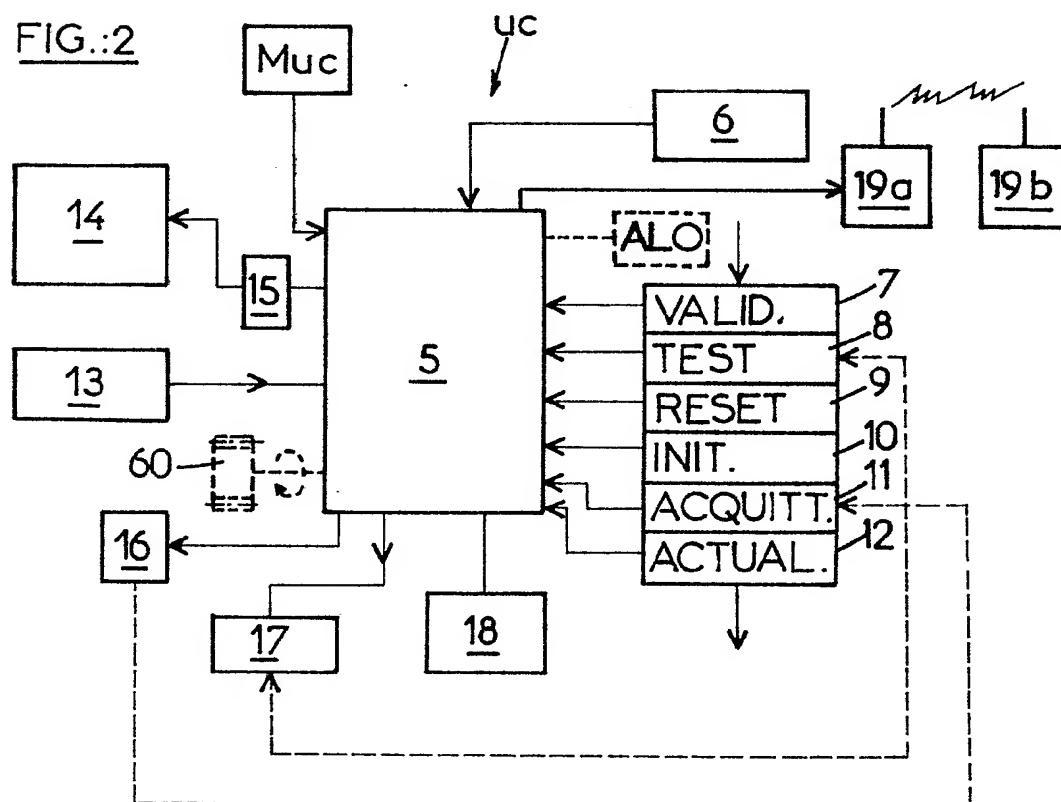 FIG.:2
uc
Muc
6
14
19a
19b
ALO
15
VALID.
7
TEST
8
5
13
RESET
9
INIT.
10
60
ACQUITT.
11
ACTUAL.
12
16
17
18